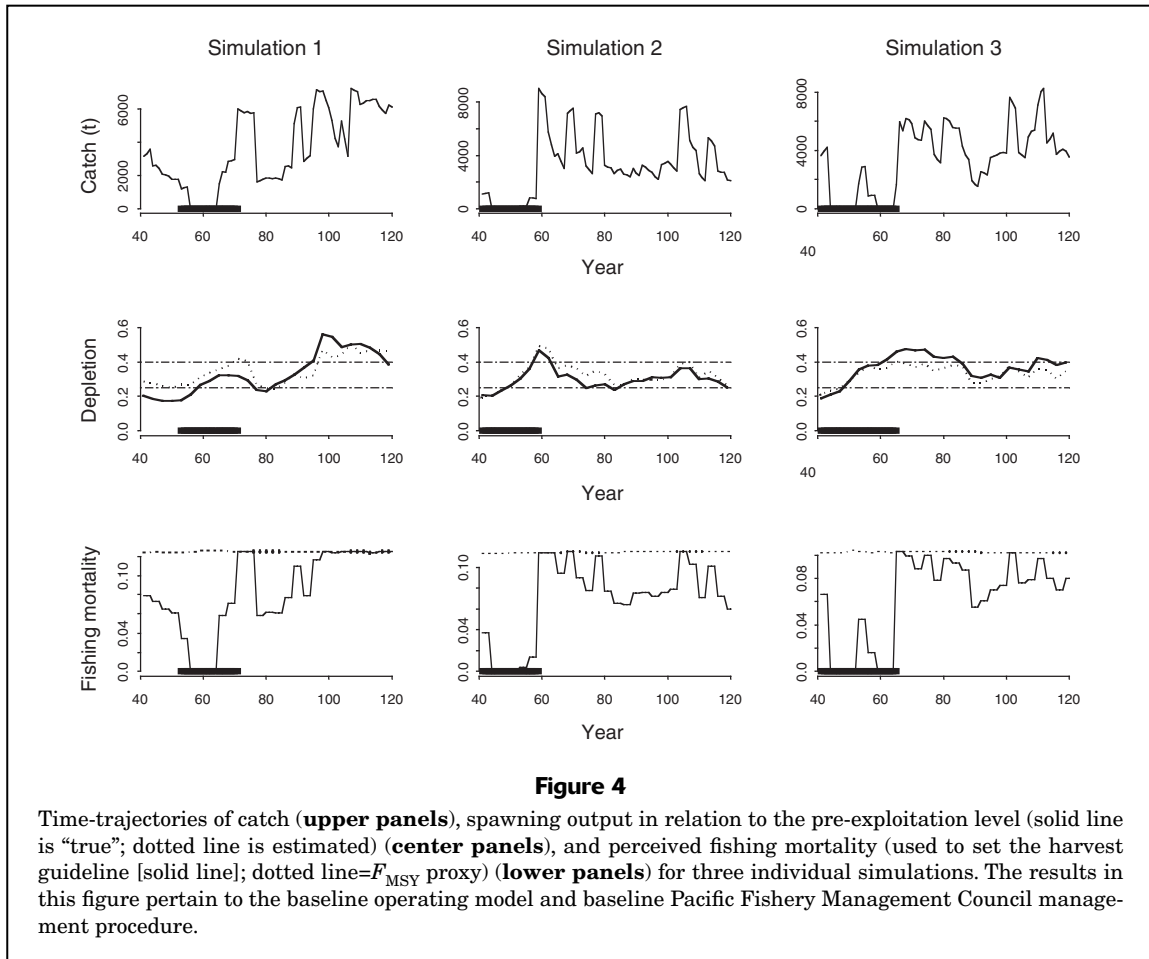 Simulation 1
Simulation 2
Simulation 3
Catch (t)
0 2000 6000
0 4000 8000
0 2000 4000 6000 8000
40 60 80 100 120
40 60 80 100 120
40 60 80 100 120
Year
Depletion
0.0 0.2 0.4 0.6
0.0 0.2 0.4 0.6
0.0 0.2 0.4 0.6
40 60 80 100 120
40 60 80 100 120
40 60 80 100 120
Year
Fishing mortality
0.0 0.04 0.10
0.0 0.04 0.10
0.0 0.04 0.08
40 60 80 100 120
40 60 80 100 120
40 60 80 100 120
Year
Figure 4
Time-trajectories of catch (upper panels), spawning output in relation to the pre-exploitation level (solid line
is “true”; dotted line is estimated) (center panels), and perceived fishing mortality (used to set the harvest
guideline [solid line]; dotted line=FMSY proxy) (lower panels) for three individual simulations. The results in
this figure pertain to the baseline operating model and baseline Pacific Fishery Management Council manage-
ment procedure.